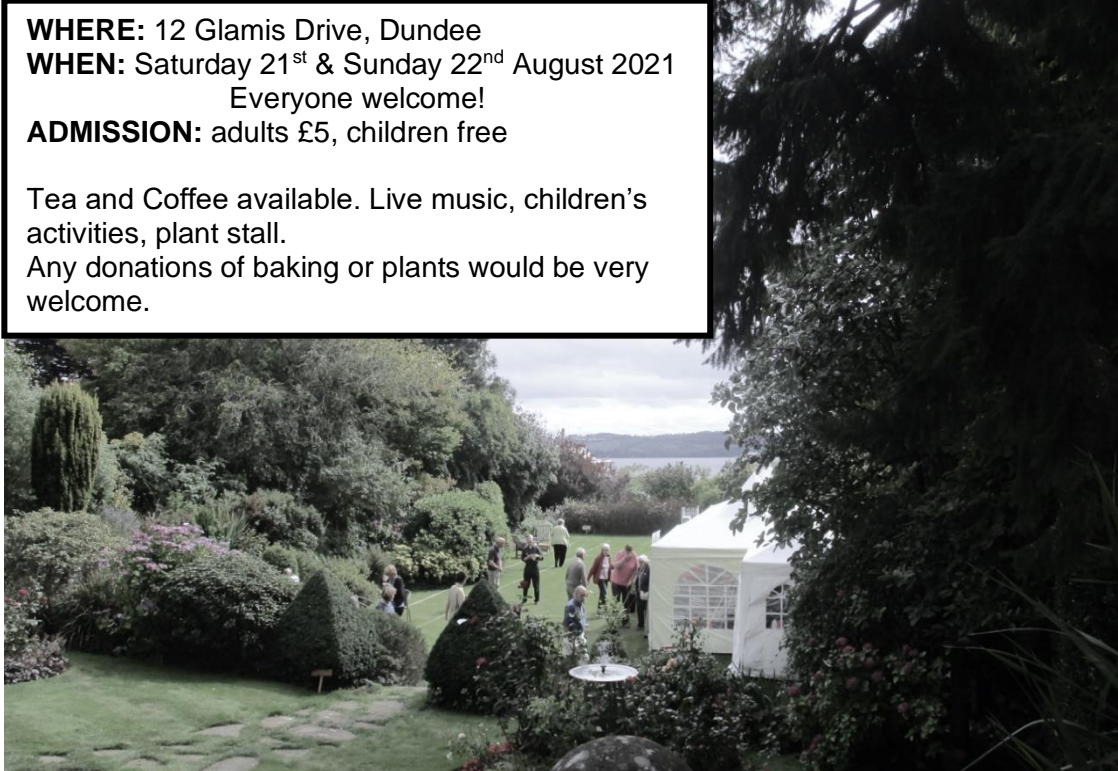 WHERE: 12 Glamis Drive, Dundee
WHEN: Saturday 21st & Sunday 22nd August 2021
Everyone welcome!
ADMISSION: adults £5, children free
Tea and Coffee available. Live music, children's
activities, plant stall.
Any donations of baking or plants would be very
welcome.